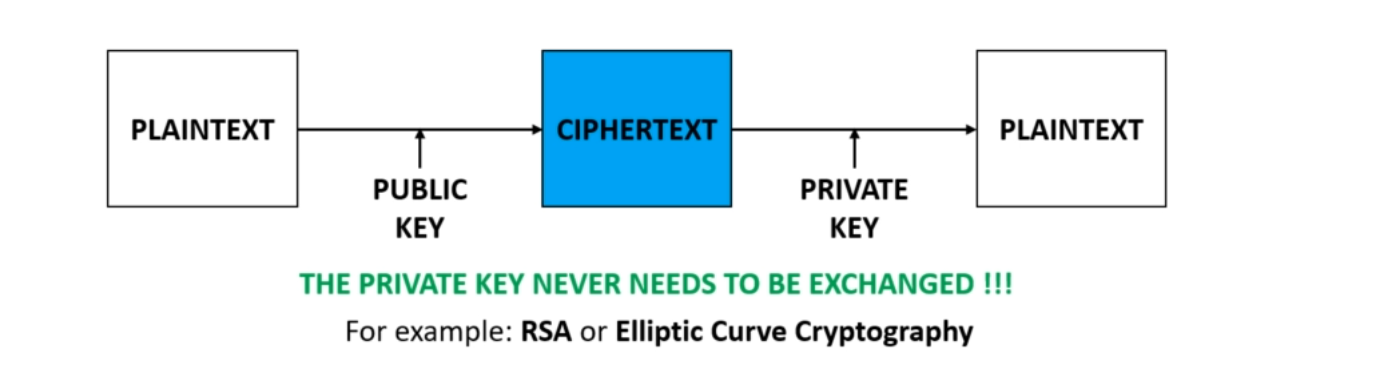 PLAINTEXT
CIPHERTEXT
PLAINTEXT
PUBLIC
KEY
PRIVATE
KEY
THE PRIVATE KEY NEVER NEEDS TO BE EXCHANGED !!!
For example: RSA or Elliptic Curve Cryptography